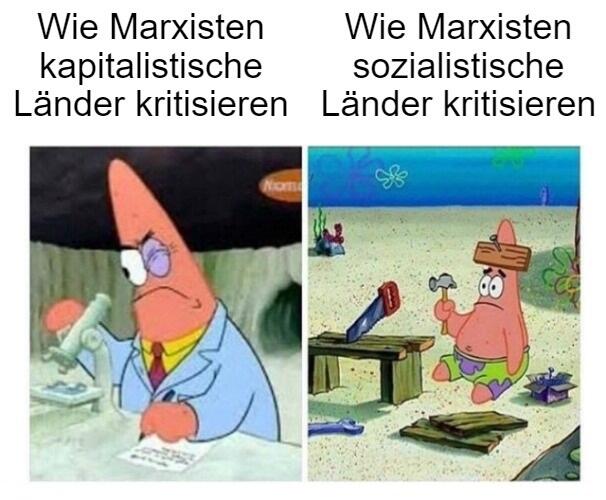 Wie Marxisten
kapitalistische
Länder kritisieren
Wie Marxisten
sozialistische
Länder kritisieren